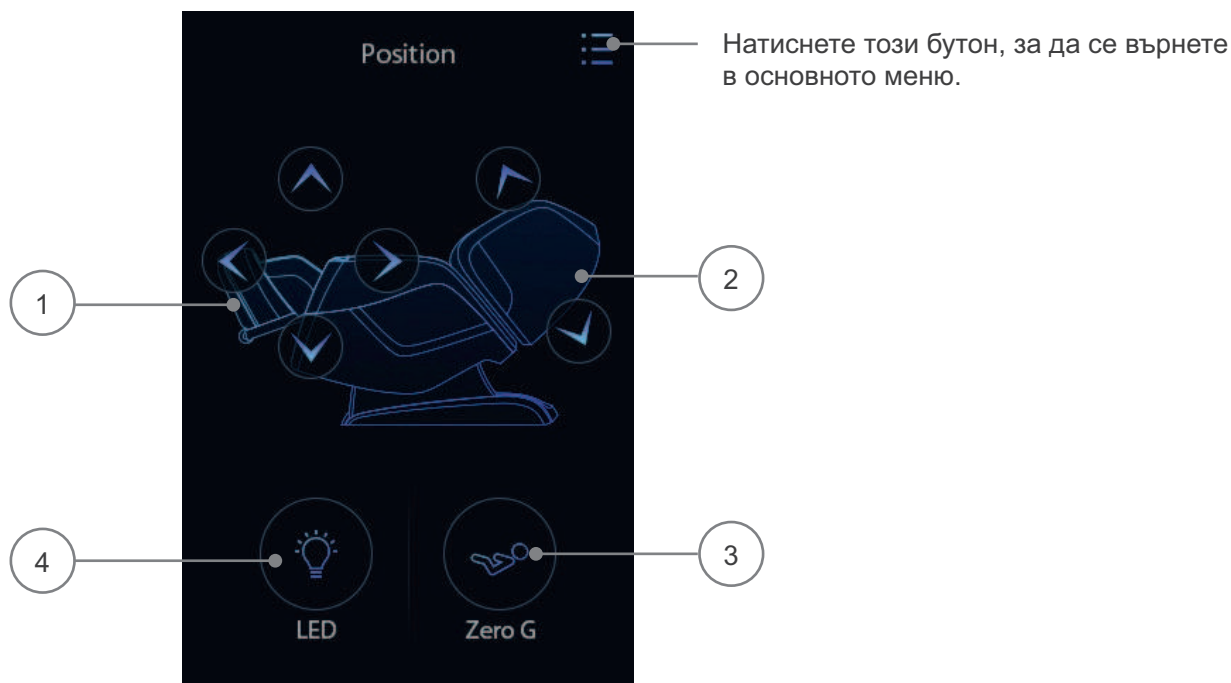 Position
Натиснете този бутон, за да се върнете
в основното меню.
1
2
4
3
LED
Zero G